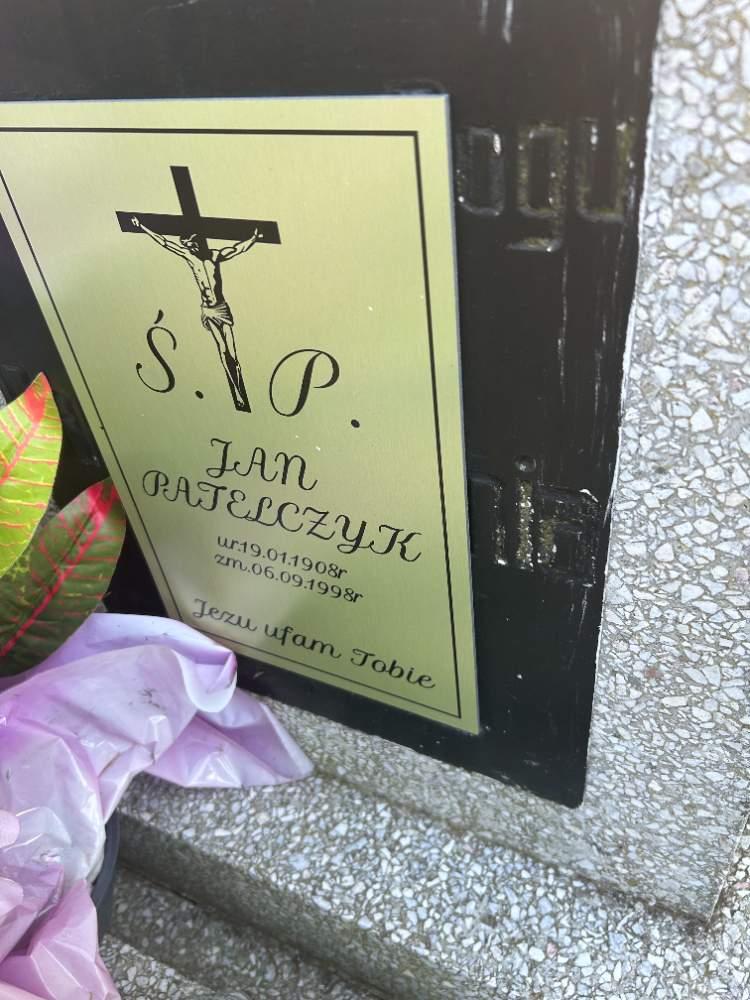 Ś. P.
JAN
PATELCZYK
ur.19.01.1908r
zm.06.09.1998r
Jezu ufam Tobie